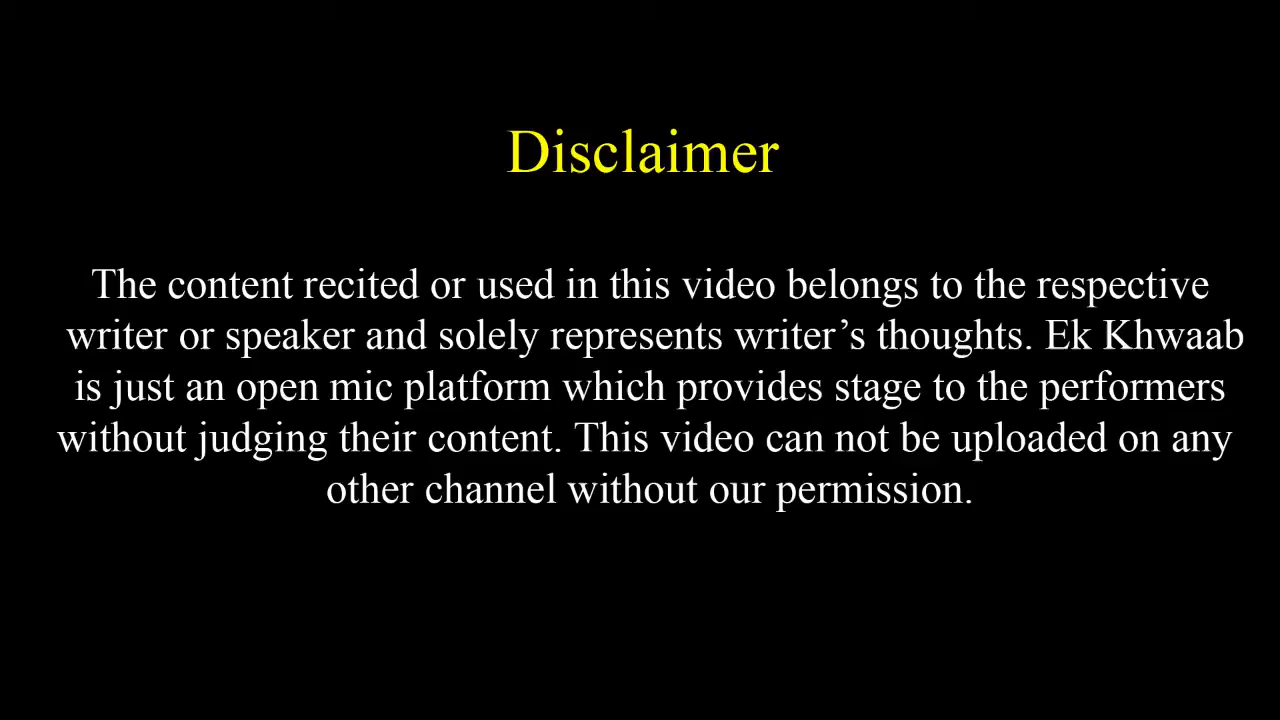 Disclaimer
The content recited or used in this video belongs to the respective
writer or speaker and solely represents writer’s thoughts. Ek Khwaab
is just an open mic platform which provides stage to the performers
without judging their content. This video can not be uploaded on any
other channel without our permission.